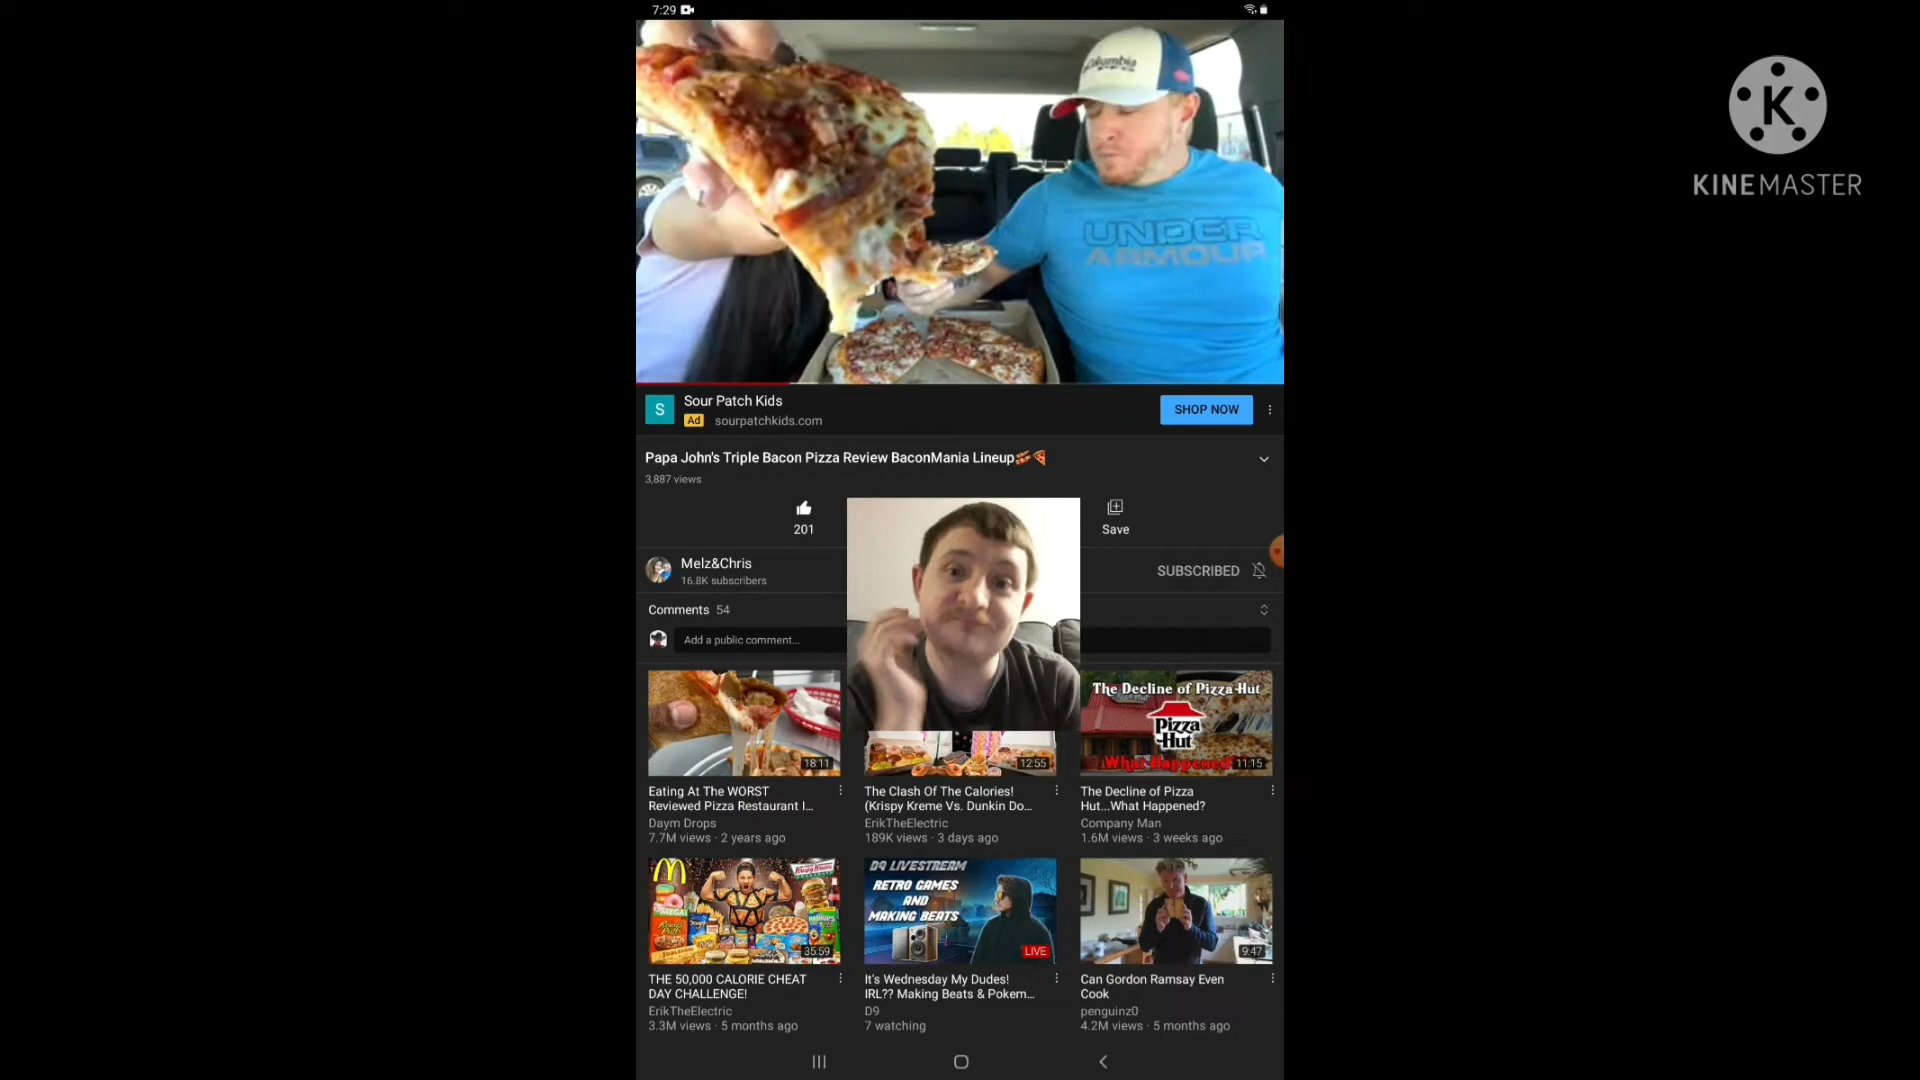 7:29
Columbia
PFG
UNDER
ARMOUR
KINEMASTER
S
Sour Patch Kids
Ad sourpatchkids.com
SHOP NOW
Papa John's Triple Bacon Pizza Review BaconMania Lineup🥓🍕
3,887 views
201
Save
Melz&Chris
16.8K subscribers
SUBSCRIBED
Comments 54
Add a public comment...
18:11
Eating At The WORST
Reviewed Pizza Restaurant I...
Daym Drops
7.7M views · 2 years ago
12:55
The Clash Of The Calories!
(Krispy Kreme Vs. Dunkin Do...
ErikTheElectric
189K views · 3 days ago
The Decline of Pizza Hut
Pizza
Hut
What Happened
11:15
The Decline of Pizza
Hut...What Happened?
Company Man
1.6M views · 3 weeks ago
35:59
THE 50,000 CALORIE CHEAT
DAY CHALLENGE!
ErikTheElectric
3.3M views · 5 months ago
D9 LIVESTREAM
RETRO GAMES
AND
MAKING BEATS
LIVE
It's Wednesday My Dudes!
IRL?? Making Beats & Pokem...
D9
7 watching
9:47
Can Gordon Ramsay Even
Cook
penguinz0
4.2M views · 5 months ago